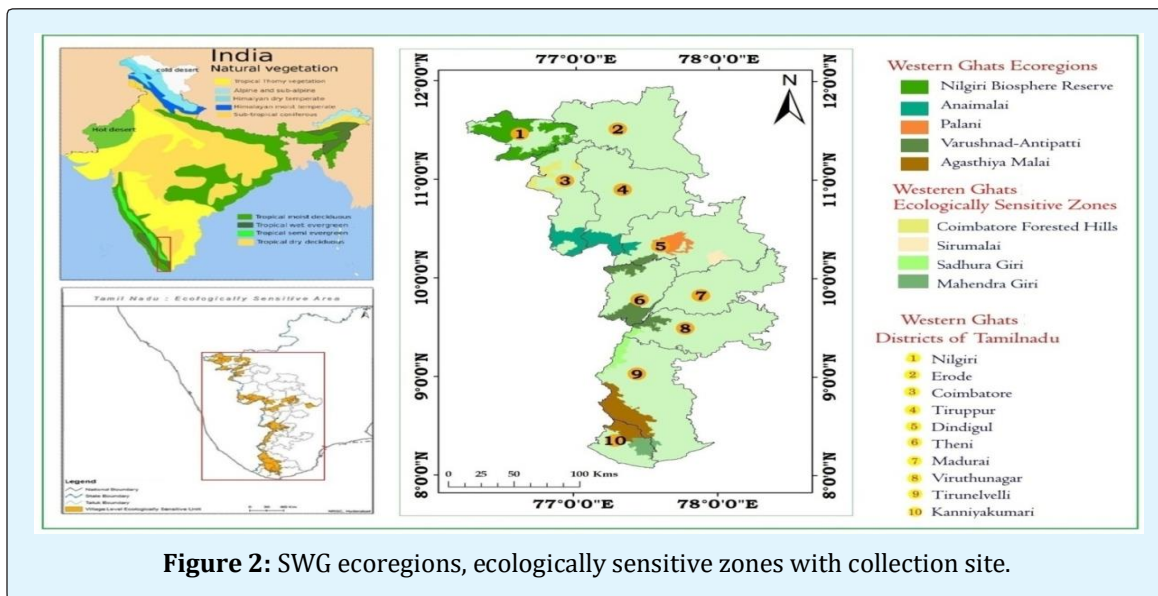 India
Natural vegetation
cold desert
Hot desert
Tropical Thorny vegetation
Alpine and sub-alpine
Himalyan dry temperate
Himalayan moist temperate
Sub-tropical coniferous
Tropical moist deciduous
Tropical wet evergreen
Tropical semi evergreen
Tropical dry deciduous
Tamil Nadu : Ecologically Sensitive Area
Legend
National Boundary
State Boundary
Taluk Boundary
Village Level Ecologically Sensitive Unit
NRSC, Hyderabad
77°0'0"E 78°0'0"E
N
12°0'0"N
11°0'0"N
10°0'0"N
9°0'0"N
8°0'0"N
12°0'0"N
11°0'0"N
10°0'0"N
9°0'0"N
8°0'0"N
1
2
3
4
5
6
7
8
9
10
0 25 50 100 Kms
77°0'0"E 78°0'0"E
Western Ghats Ecoregions
Nilgiri Biosphere Reserve
Anaimalai
Palani
Varushnad-Antipatti
Agasthiya Malai
Westeren Ghats
Ecologically Sensitive Zones
Coimbatore Forested Hills
Sirumalai
Sadhura Giri
Mahendra Giri
Western Ghats
Districts of Tamilnadu
1 Nilgiri
2 Erode
3 Coimbatore
4 Tiruppur
5 Dindigul
6 Theni
7 Madurai
8 Viruthunagar
9 Tirunelvelli
10 Kanniyakumari
Figure 2: SWG ecoregions, ecologically sensitive zones with collection site.